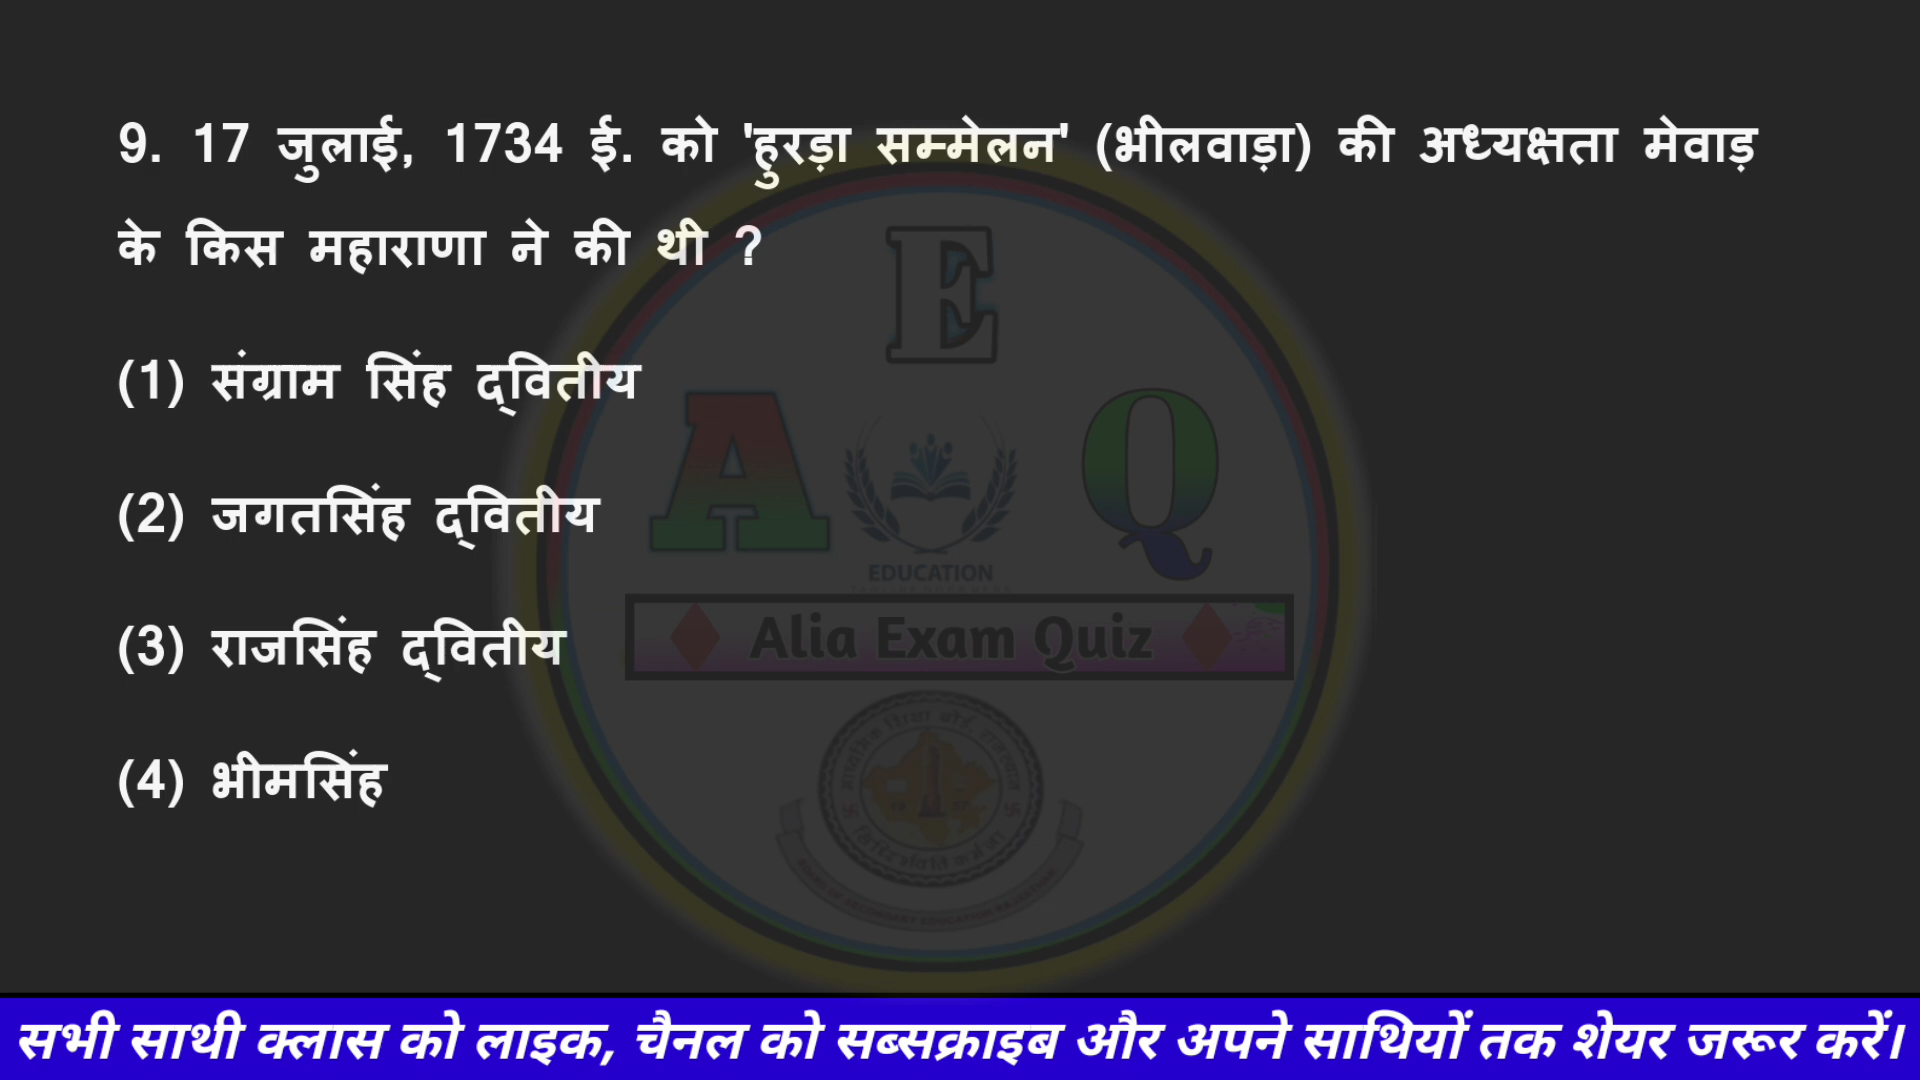 9. 17 जुलाई, 1734 ई. को 'हुरड़ा सम्मेलन' (भीलवाड़ा) की अध्यक्षता मेवाड़
के किस महाराणा ने की थी ?
(1) संग्राम सिंह द्वितीय
(2) जगतसिंह द्वितीय
(3) राजसिंह द्वितीय
(4) भीमसिंह
E
A Q
EDUCATION
Alia Exam Quiz
सभी साथी क्लास को लाइक, चैनल को सब्सक्राइब और अपने साथियों तक शेयर जरूर करें।